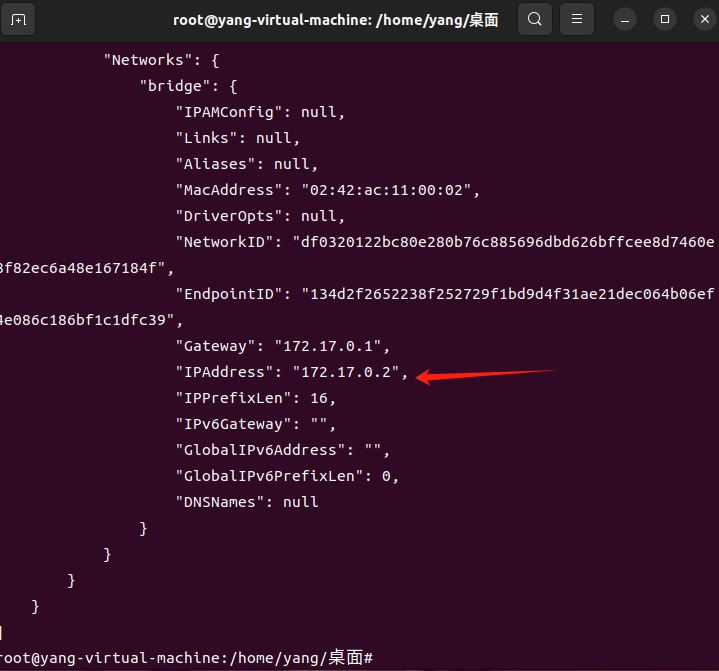 root@yang-virtual-machine: /home/yang/桌面
"Networks": {
"bridge": {
"IPAMConfig": null,
"Links": null,
"Aliases": null,
"MacAddress": "02:42:ac:11:00:02",
"DriverOpts": null,
"NetworkID": "df0320122bc80e280b76c885696dbd626bffcee8d7460e
8f82ec6a48e167184f",
"EndpointID": "134d2f2652238f252729f1bd9d4f31ae21dec064b06ef
4e086c186bf1c1dfc39",
"Gateway": "172.17.0.1",
"IPAddress": "172.17.0.2",
"IPPrefixLen": 16,
"IPv6Gateway": "",
"GlobalIPv6Address": "",
"GlobalIPv6PrefixLen": 0,
"DNSNames": null
}
}
}
}
]
root@yang-virtual-machine:/home/yang/桌面#